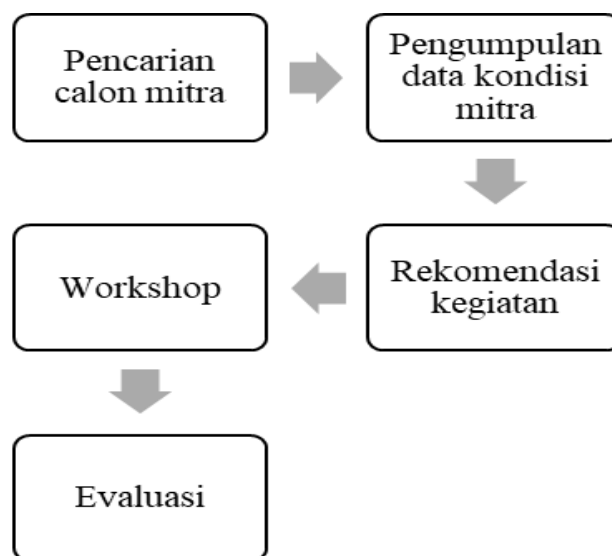 Pencarian
calon mitra
Pengumpulan
data kondisi
mitra
Rekomendasi
kegiatan
Workshop
Evaluasi